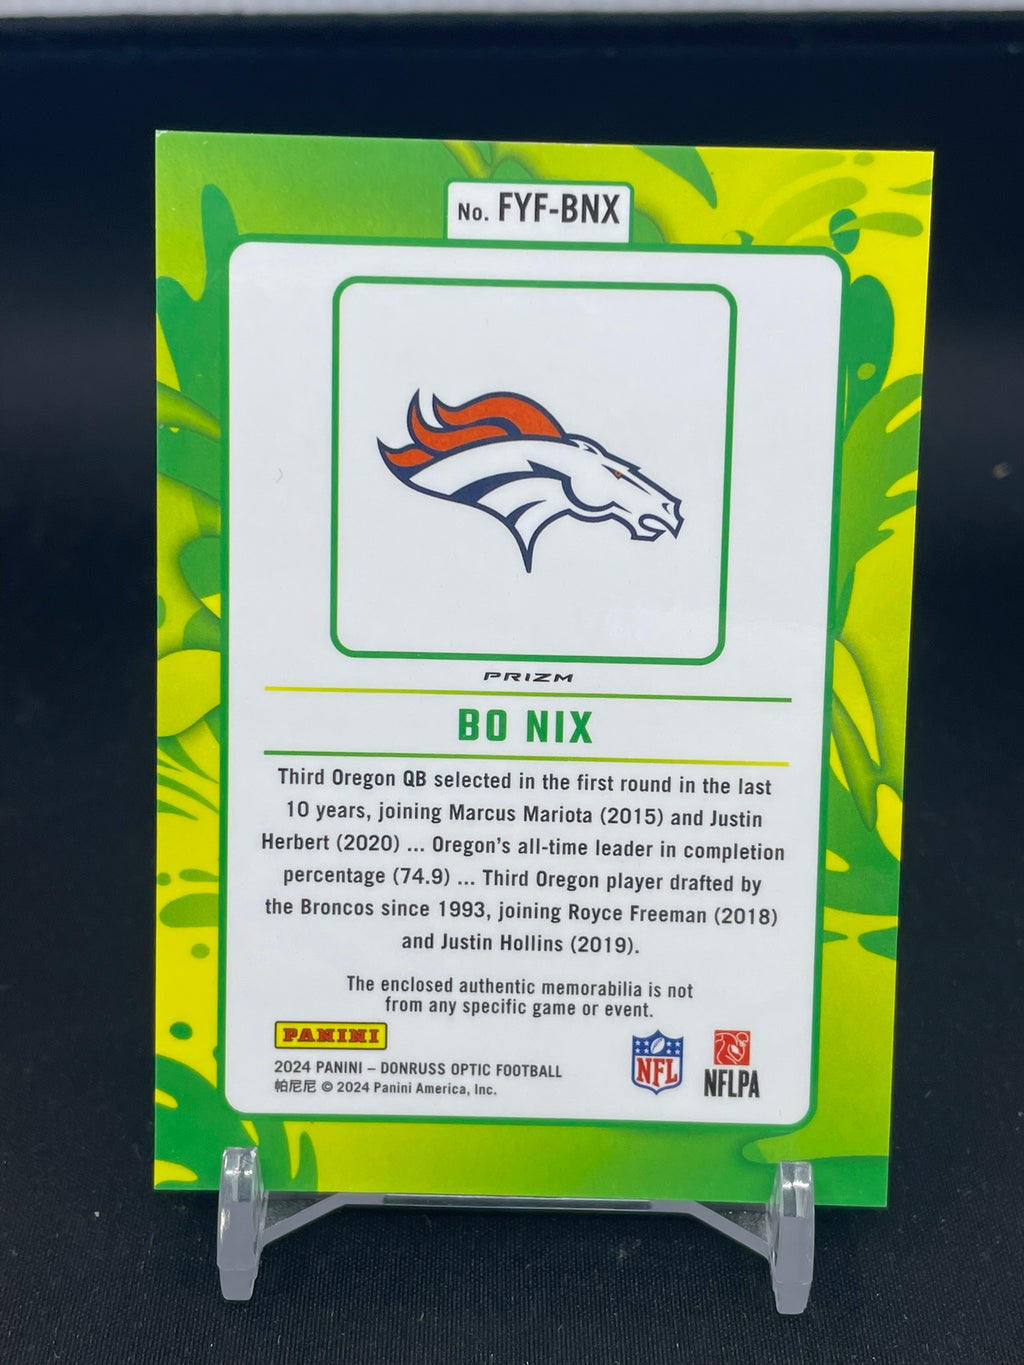 No. FYF-BNX
PRIZM
BO NIX
Third Oregon QB selected in the first round in the last
10 years, joining Marcus Mariota (2015) and Justin
Herbert (2020) ... Oregon's all-time leader in completion
percentage (74.9) ... Third Oregon player drafted by
the Broncos since 1993, joining Royce Freeman (2018)
and Justin Hollins (2019).
The enclosed authentic memorabilia is not
from any specific game or event.
PANINI
2024 PANINI – DONRUSS OPTIC FOOTBALL
帕尼尼 © 2024 Panini America, Inc.
NFL
NFLPA